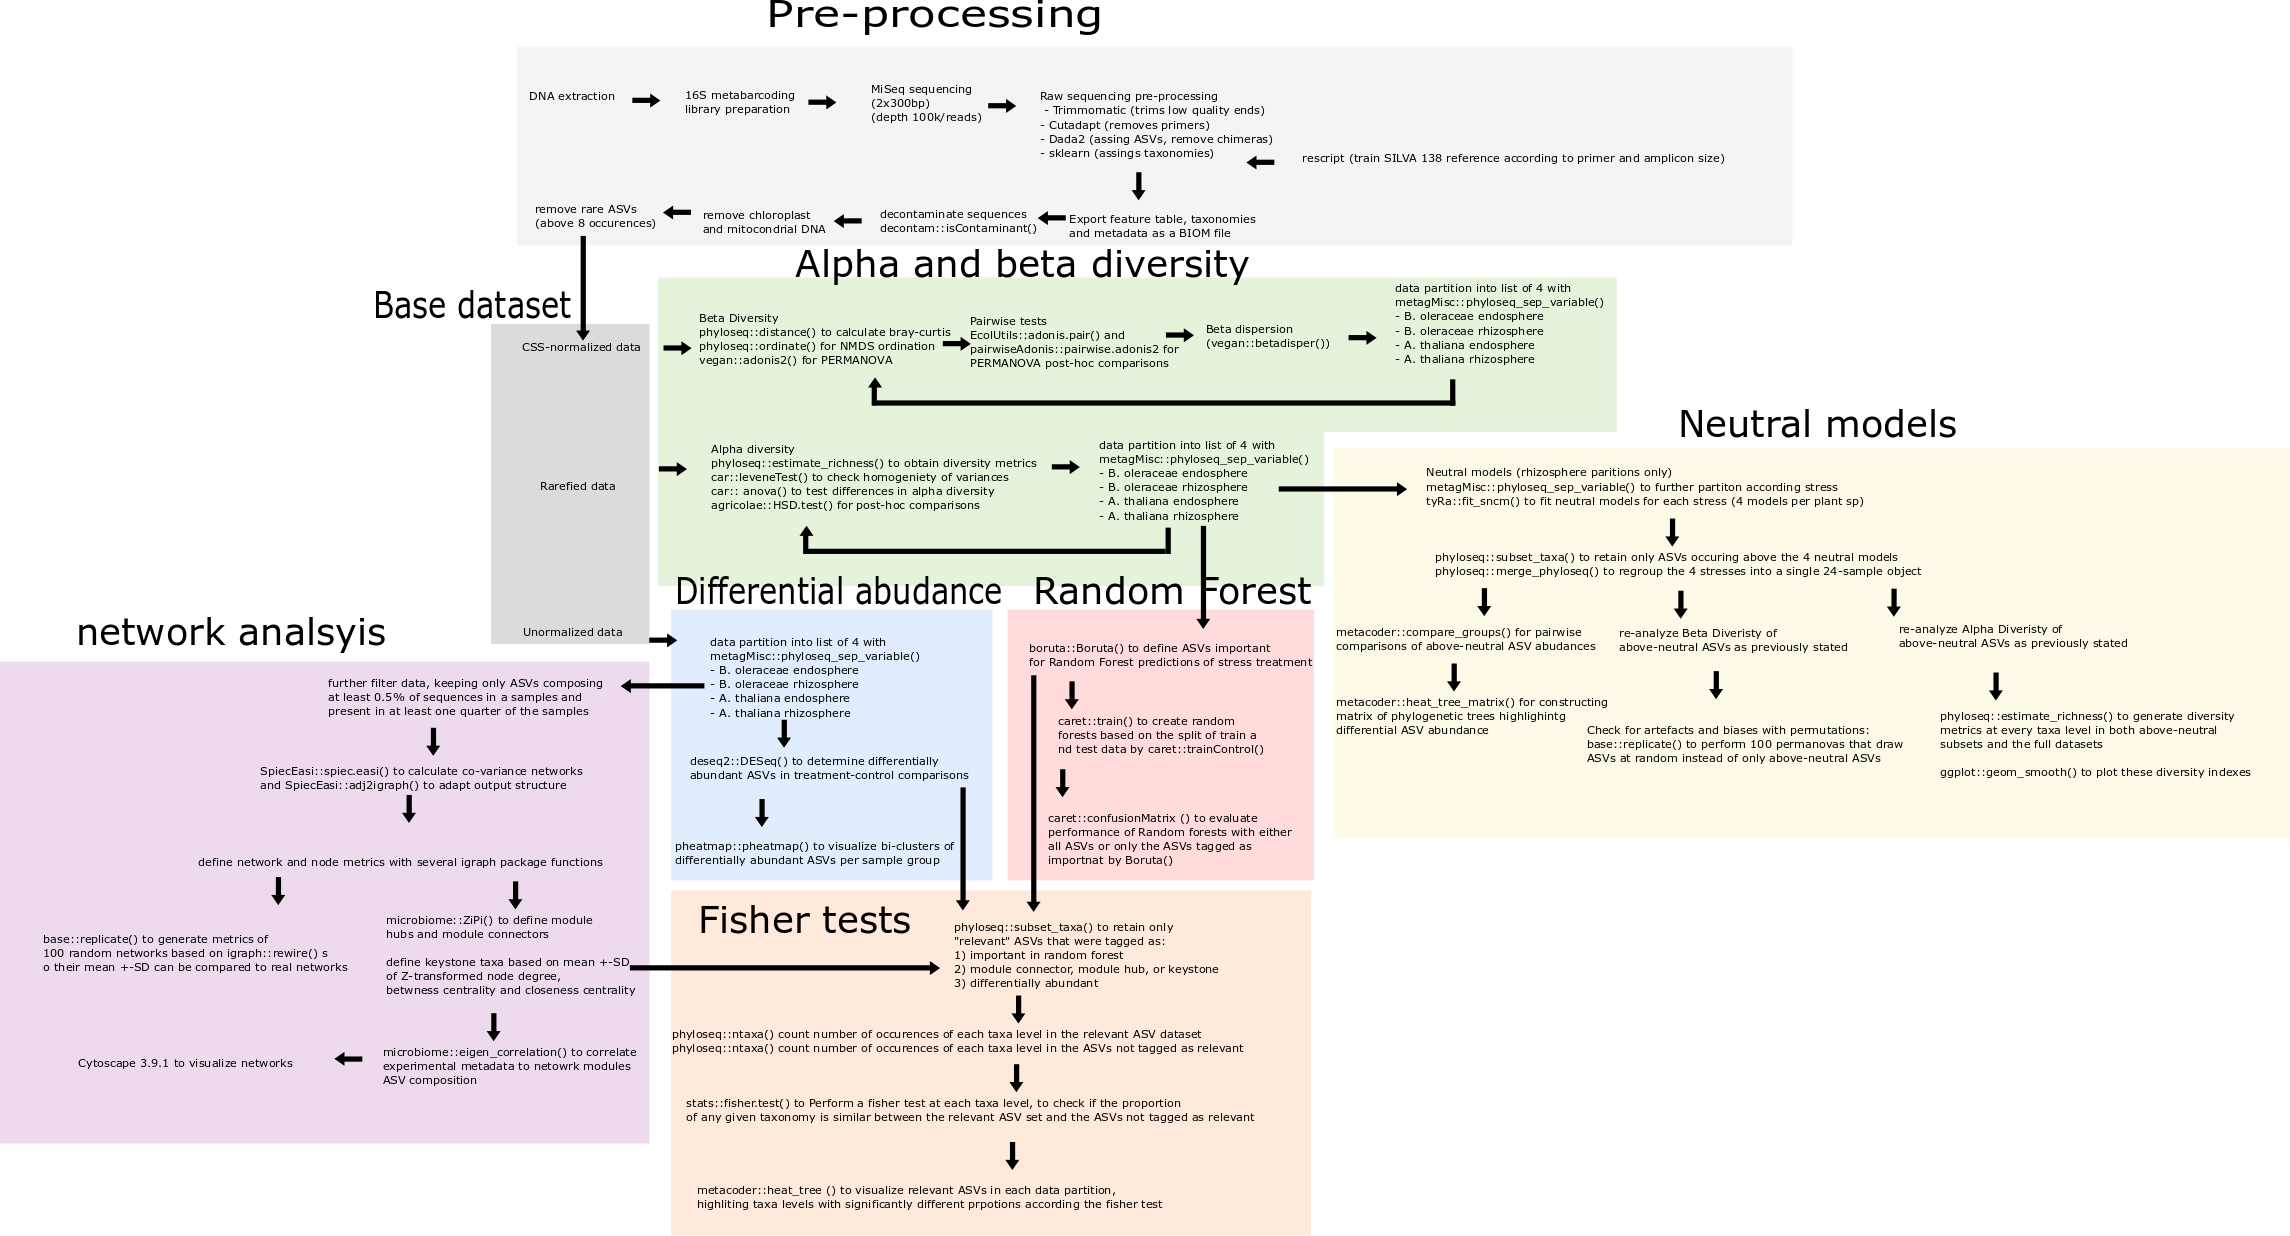 Pre-processing
DNA extraction
16S metabarcoding
library preparation
MiSeq sequencing
(2x300bp)
(depth 100k/reads)
Raw sequencing pre-processing
- Trimmomatic (trims low quality ends)
- Cutadapt (removes primers)
- Dada2 (assing ASVs, remove chimeras)
- sklearn (assings taxonomies)
rescript (train SILVA 138 reference according to primer and amplicon size)
Export feature table, taxonomies
and metadata as a BIOM file
decontaminate sequences
decontam::isContaminant()
remove chloroplast
and mitocondrial DNA
remove rare ASVs
(above 8 occurences)
Base dataset
CSS-normalized data
Rarefied data
Unormalized data
Alpha and beta diversity
Beta Diversity
phyloseq::distance() to calculate bray-curtis
phyloseq::ordinate() for NMDS ordination
vegan::adonis2() for PERMANOVA
Pairwise tests
EcolUtils::adonis.pair() and
pairwiseAdonis::pairwise.adonis2 for
PERMANOVA post-hoc comparisons
Beta dispersion
(vegan::betadisper())
data partition into list of 4 with
metagMisc::phyloseq_sep_variable()
- B. oleraceae endosphere
- B. oleraceae rhizosphere
- A. thaliana endosphere
- A. thaliana rhizosphere
Alpha diversity
phyloseq::estimate_richness() to obtain diversity metrics
car::leveneTest() to check homogeniety of variances
car:: anova() to test differences in alpha diversity
agricolae::HSD.test() for post-hoc comparisons
data partition into list of 4 with
metagMisc::phyloseq_sep_variable()
- B. oleraceae endosphere
- B. oleraceae rhizosphere
- A. thaliana endosphere
- A. thaliana rhizosphere
Neutral models
Neutral models (rhizosphere paritions only)
metagMisc::phyloseq_sep_variable() to further partiton according stress
tyRa::fit_sncm() to fit neutral models for each stress (4 models per plant sp)
phyloseq::subset_taxa() to retain only ASVs occuring above the 4 neutral models
phyloseq::merge_phyloseq() to regroup the 4 stresses into a single 24-sample object
metacoder::compare_groups() for pairwise
comparisons of above-neutral ASV abudances
metacoder::heat_tree_matrix() for constructing
matrix of phylogenetic trees highlighintg
differential ASV abundance
re-analyze Beta Diveristy of
above-neutral ASVs as previously stated
Check for artefacts and biases with permutations:
base::replicate() to perform 100 permanovas that draw
ASVs at random instead of only above-neutral ASVs
re-analyze Alpha Diveristy of
above-neutral ASVs as previously stated
phyloseq::estimate_richness() to generate diversity
metrics at every taxa level in both above-neutral
subsets and the full datasets
ggplot::geom_smooth() to plot these diversity indexes
Differential abudance
data partition into list of 4 with
metagMisc::phyloseq_sep_variable()
- B. oleraceae endosphere
- B. oleraceae rhizosphere
- A. thaliana endosphere
- A. thaliana rhizosphere
deseq2::DESeq() to determine differentially
abundant ASVs in treatment-control comparisons
pheatmap::pheatmap() to visualize bi-clusters of
differentially abundant ASVs per sample group
Random Forest
boruta::Boruta() to define ASVs important
for Random Forest predictions of stress treatment
caret::train() to create random
forests based on the split of train a
nd test data by caret::trainControl()
caret::confusionMatrix () to evaluate
performance of Random forests with either
all ASVs or only the ASVs tagged as
importnat by Boruta()
network analsyis
further filter data, keeping only ASVs composing
at least 0.5% of sequences in a samples and
present in at least one quarter of the samples
SpiecEasi::spiec.easi() to calculate co-variance networks
and SpiecEasi::adj2igraph() to adapt output structure
define network and node metrics with several igraph package functions
base::replicate() to generate metrics of
100 random networks based on igraph::rewire() s
o their mean +-SD can be compared to real networks
microbiome::ZiPi() to define module
hubs and module connectors
define keystone taxa based on mean +-SD
of Z-transformed node degree,
betwness centrality and closeness centrality
microbiome::eigen_correlation() to correlate
experimental metadata to netowrk modules
ASV composition
Cytoscape 3.9.1 to visualize networks
Fisher tests
phyloseq::subset_taxa() to retain only
"relevant" ASVs that were tagged as:
1) important in random forest
2) module connector, module hub, or keystone
3) differentially abundant
phyloseq::ntaxa() count number of occurences of each taxa level in the relevant ASV dataset
phyloseq::ntaxa() count number of occurences of each taxa level in the ASVs not tagged as relevant
stats::fisher.test() to Perform a fisher test at each taxa level, to check if the proportion
of any given taxonomy is similar between the relevant ASV set and the ASVs not tagged as relevant
metacoder::heat_tree () to visualize relevant ASVs in each data partition,
highliting taxa levels with significantly different prpotions according the fisher test